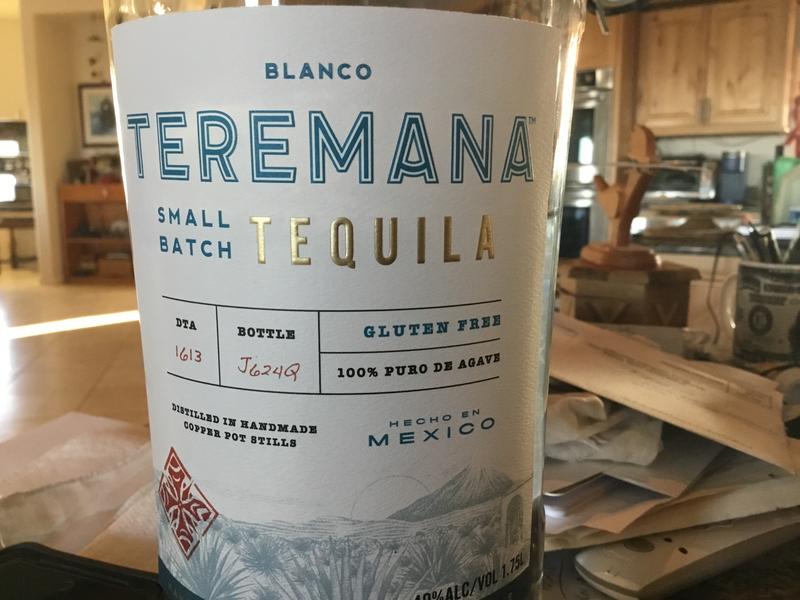 BLANCO
TEREMANA™
SMALL BATCH TEQUILA
DTA
1613
BOTTLE
J624Q
GLUTEN FREE
100% PURO DE AGAVE
DISTILLED IN HANDMADE
COPPER POT STILLS
HECHO EN
MEXICO
40%ALC/VOL 1.75L